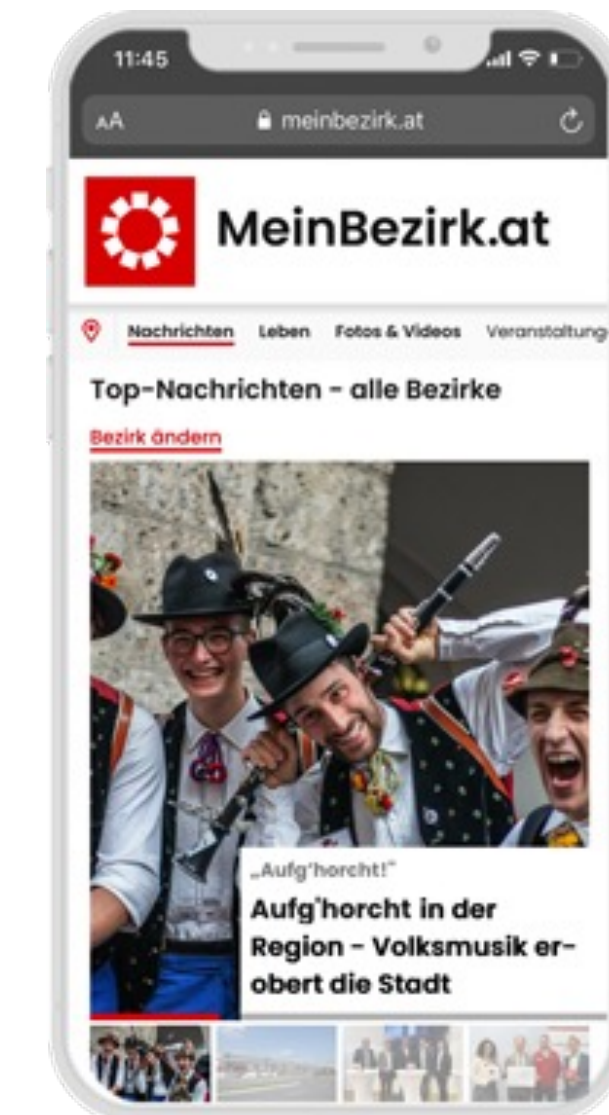 11:45
AA
meinbezirk.at
MeinBezirk.at
Nachrichten Leben Fotos & Videos Veranstaltung
Top-Nachrichten - alle Bezirke
Bezirk ändern
„Aufg'horcht!"
Aufg'horcht in der
Region - Volksmusik er-
obert die Stadt